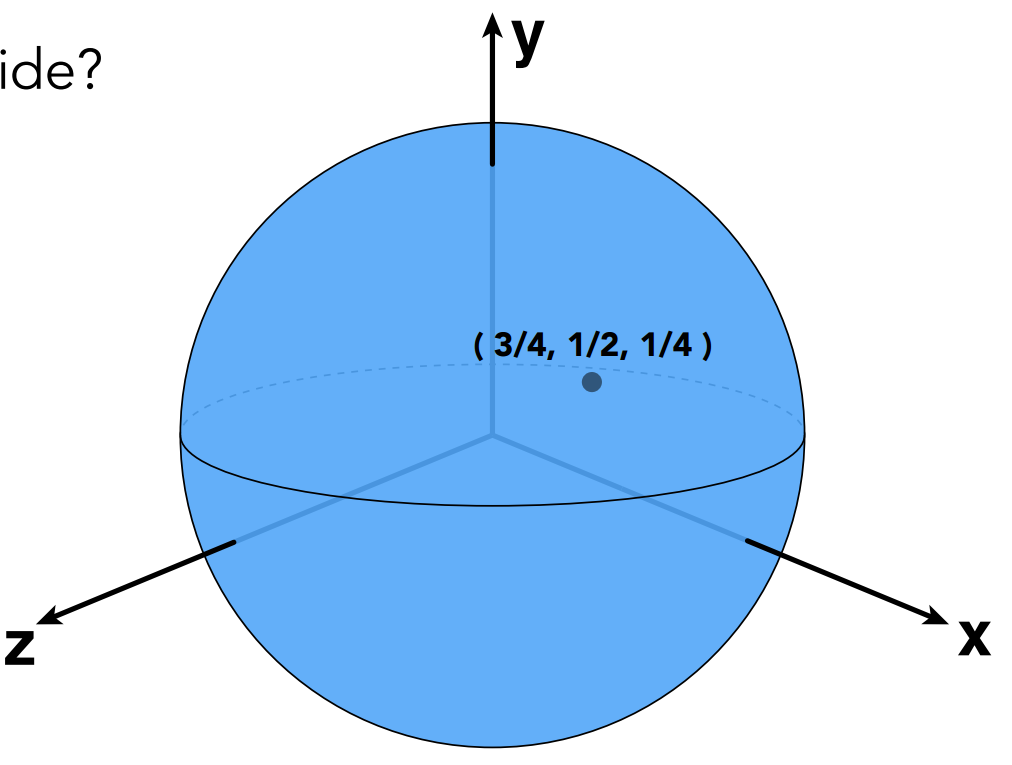 y
ide?
( 3/4, 1/2, 1/4 )
z
x